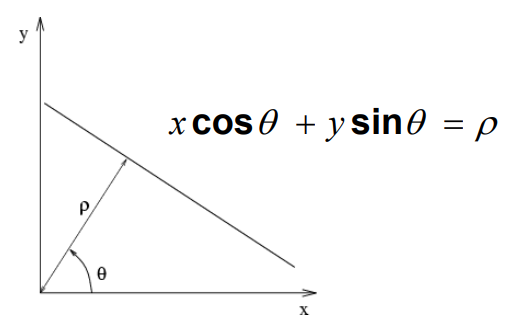 y
x cos θ + y sin θ = ρ
ρ
θ
x